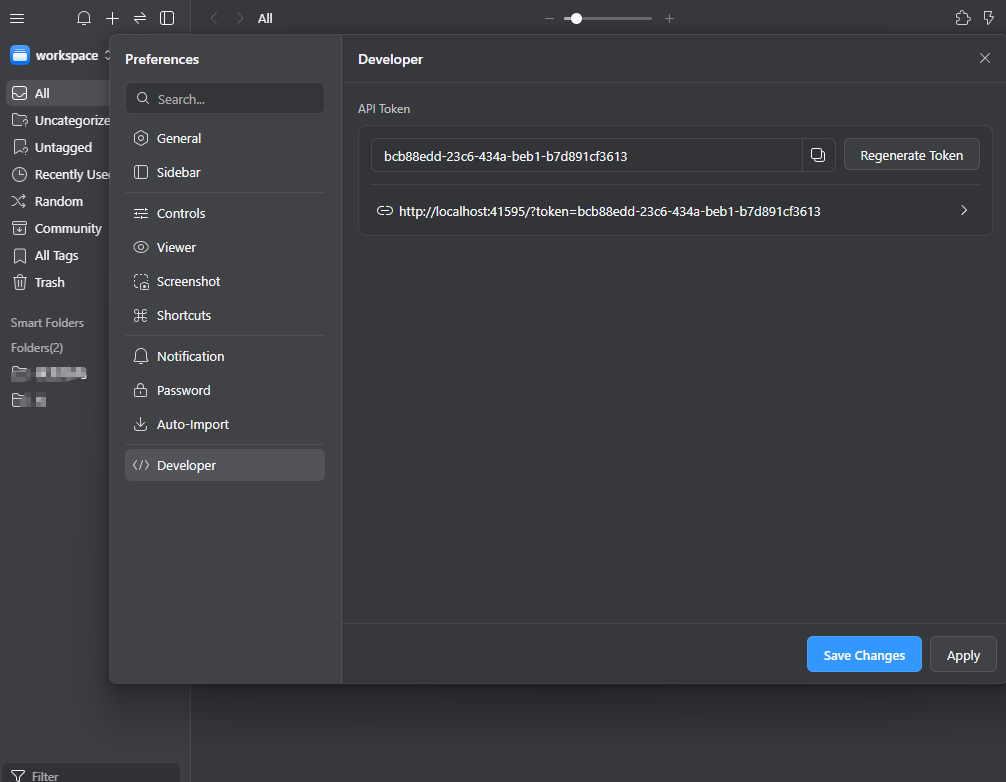 All
workspace
All
Uncategorize
Untagged
Recently Use
Random
Community
All Tags
Trash
Smart Folders
Folders(2)
Filter
Preferences
Search...
General
Sidebar
Controls
Viewer
Screenshot
Shortcuts
Notification
Password
Auto-Import
Developer
Developer
API Token
bcb88edd-23c6-434a-beb1-b7d891cf3613
Regenerate Token
http://localhost:41595/?token=bcb88edd-23c6-434a-beb1-b7d891cf3613
Save Changes
Apply